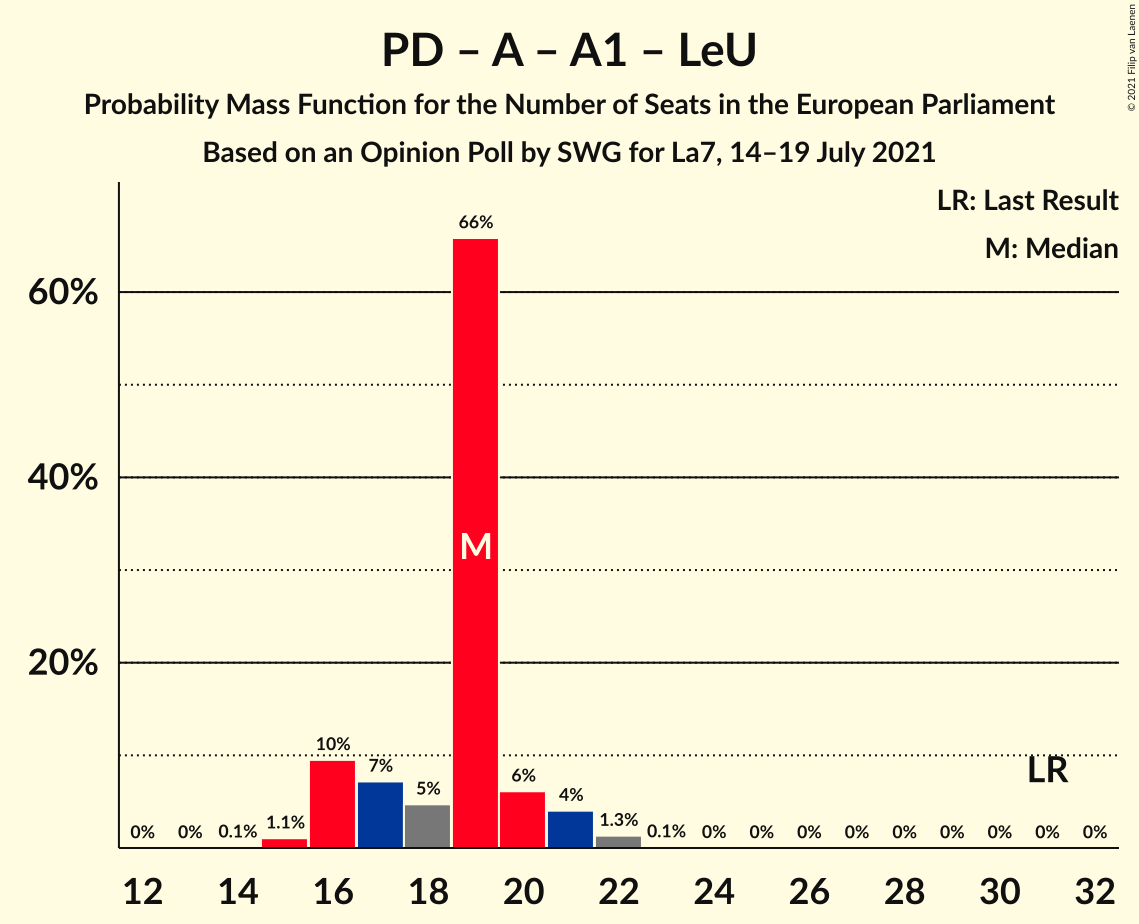 PD – A – A1 – LeU
Probability Mass Function for the Number of Seats in the European Parliament
Based on an Opinion Poll by SWG for La7, 14–19 July 2021
© 2021 Filip van Laenen
LR: Last Result
M: Median
60%
40%
20%
0% 0% 0.1% 1.1% 10% 7% 5% 66% 6% 4% 1.3% 0.1% 0% 0% 0% 0% 0% 0% 0% 0% 0%
M
LR
12 14 16 18 20 22 24 26 28 30 32